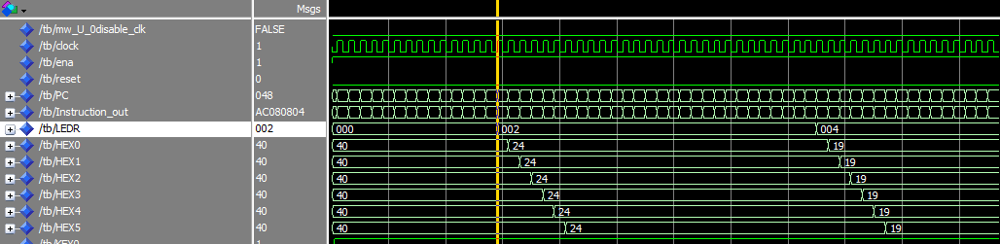 Msgs
/tb/mw_U_0disable_clk FALSE
/tb/clock 1
/tb/ena 1
/tb/reset 0
/tb/PC 048
/tb/Instruction_out AC080804
/tb/LEDR 002 000 002 004
/tb/HEX0 40 40 24 19
/tb/HEX1 40 40 24 19
/tb/HEX2 40 40 24 19
/tb/HEX3 40 40 24 19
/tb/HEX4 40 40 24 19
/tb/HEX5 40 40 24 19